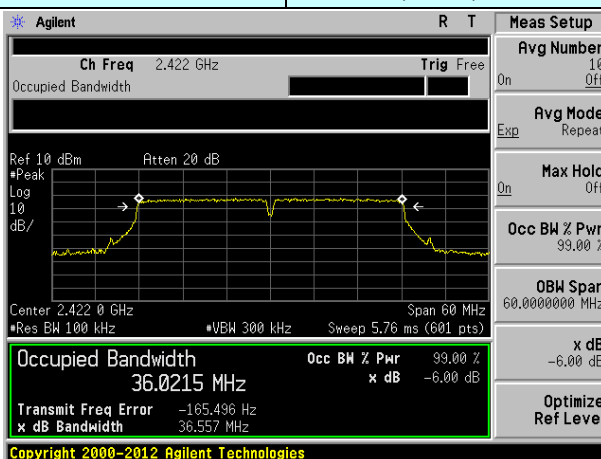 Agilent R T
Ch Freq 2.422 GHz Trig Free
Occupied Bandwidth
Ref 10 dBm Atten 20 dB
#Peak
Log
10
dB/
Center 2.422 0 GHz Span 60 MHz
#Res BW 100 kHz #VBW 300 kHz Sweep 5.76 ms (601 pts)
Occupied Bandwidth Occ BW % Pwr 99.00 %
36.0215 MHz x dB -6.00 dB
Transmit Freq Error -165.496 Hz
x dB Bandwidth 36.557 MHz
Copyright 2000-2012 Agilent Technologies
Meas Setup
Avg Number
10
On Off
Avg Mode
Exp Repeat
Max Hold
On Off
Occ BW % Pwr
99.00 %
OBW Span
60.0000000 MHz
x dB
-6.00 dB
Optimize
Ref Level